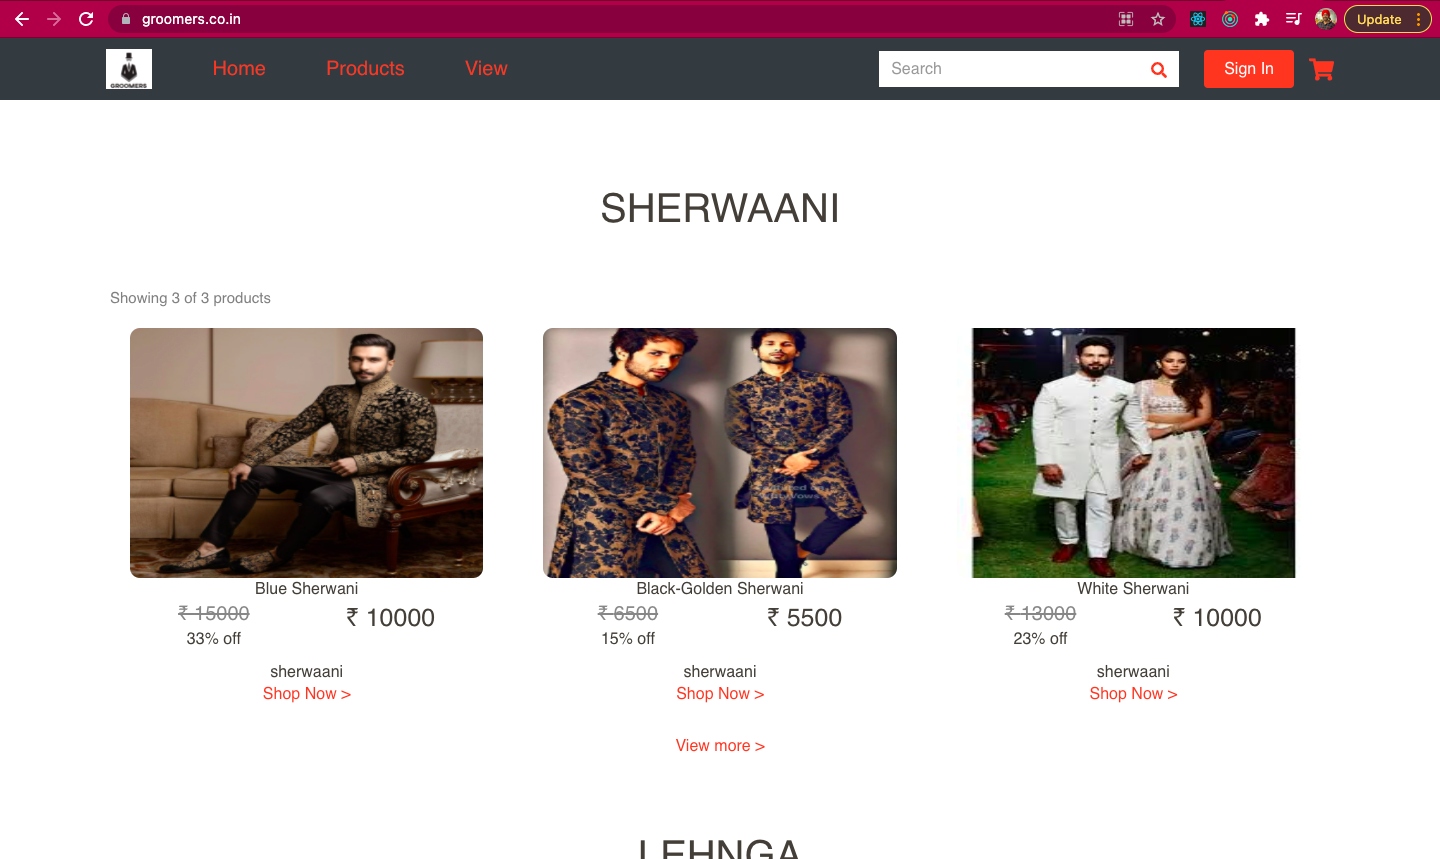 groomers.co.in
Update
GROOMERS
Home
Products
View
Search
Sign In
SHERWAANI
Showing 3 of 3 products
Blue Sherwani
₹ 15000
₹ 10000
33% off
sherwaani
Shop Now >
Black-Golden Sherwani
₹ 6500
₹ 5500
15% off
sherwaani
Shop Now >
White Sherwani
₹ 13000
₹ 10000
23% off
sherwaani
Shop Now >
View more >
LEHNGA